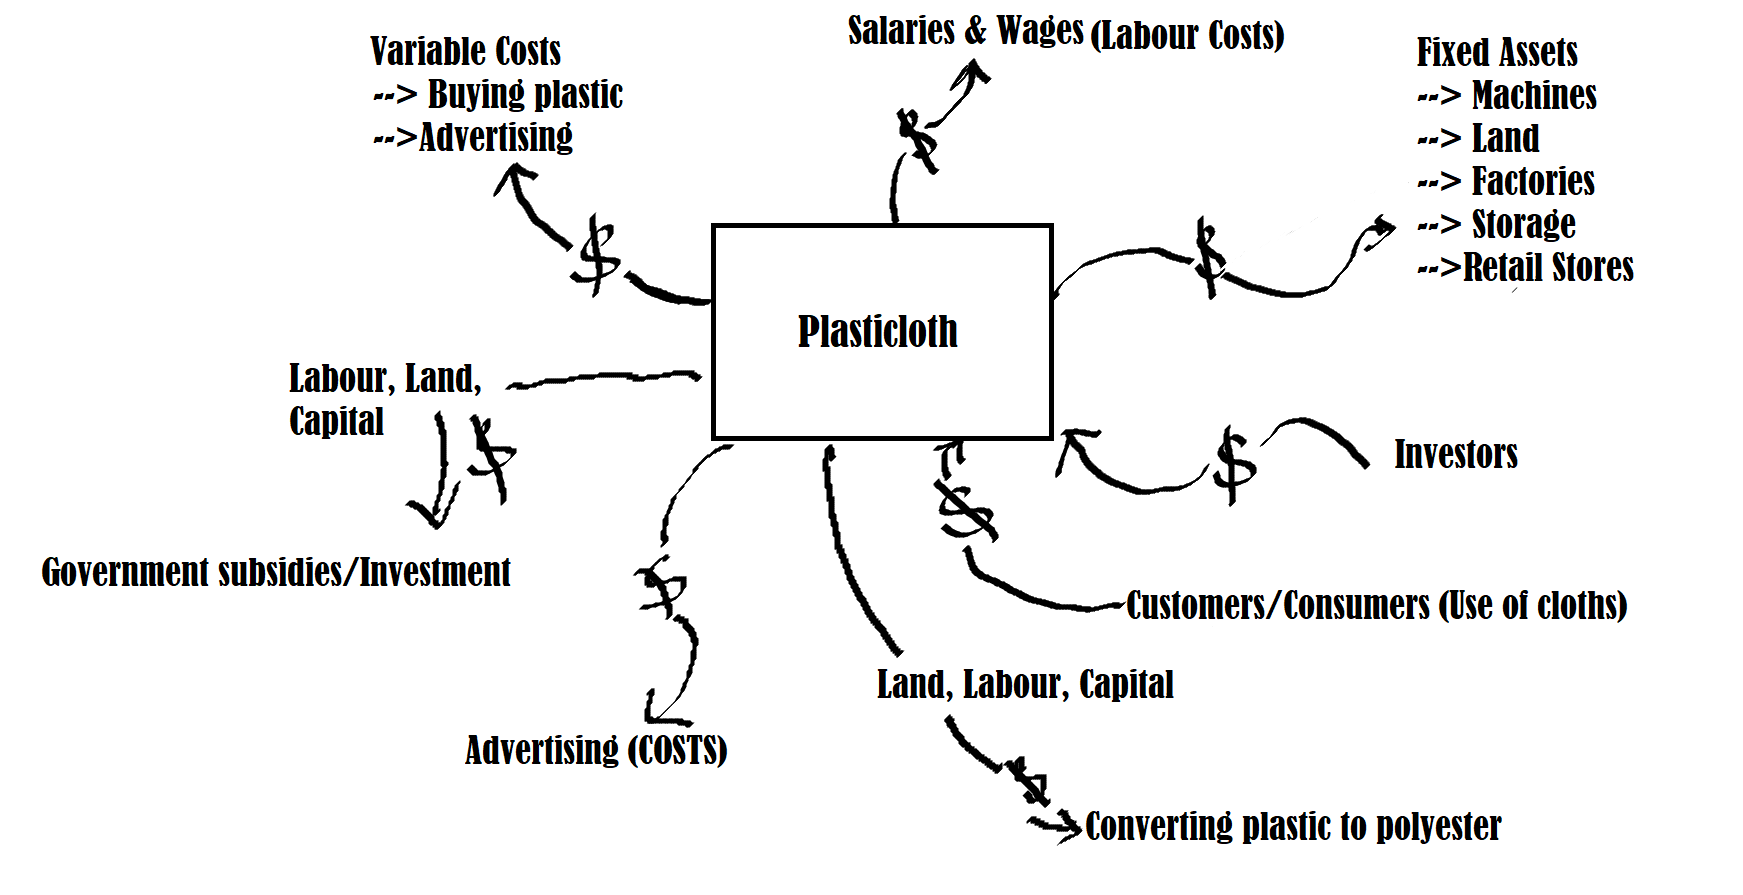 Salaries & Wages (Labour Costs)
Variable Costs
--> Buying plastic
-->Advertising
Fixed Assets
--> Machines
--> Land
--> Factories
--> Storage
-->Retail Stores
$
$
$
Plasticloth
Labour, Land,
Capital
$
$
Investors
Government subsidies/Investment
$
$
Customers/Consumers (Use of cloths)
Land, Labour, Capital
Advertising (COSTS)
$
Converting plastic to polyester